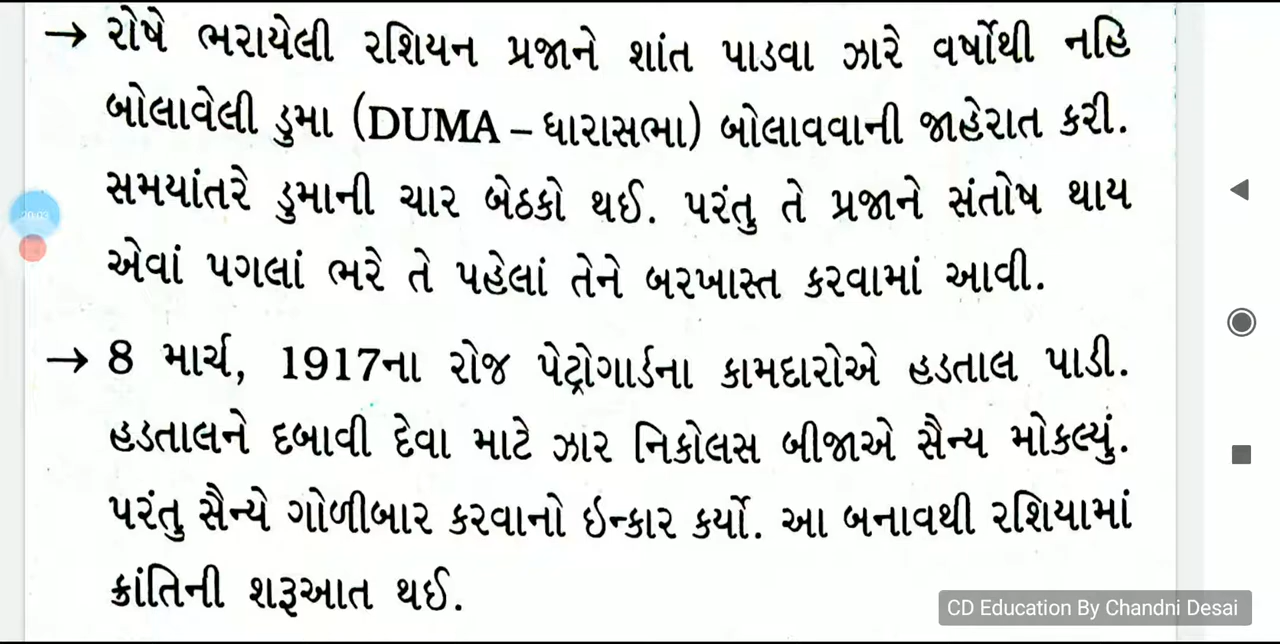 → રોષે ભરાયેલી રશિયન પ્રજાને શાંત પાડવા ઝારે વર્ષોથી નહિ
બોલાવેલી ડુમા (DUMA – ધારાસભા) બોલાવવાની જાહેરાત કરી.
સમયાંતરે ડુમાની ચાર બેઠકો થઈ. પરંતુ તે પ્રજાને સંતોષ થાય
એવાં પગલાં ભરે તે પહેલાં તેને બરખાસ્ત કરવામાં આવી.
→ 8 માર્ચ, 1917ના રોજ પેટ્રોગાર્ડના કામદારોએ હડતાલ પાડી.
હડતાલને દબાવી દેવા માટે ઝાર નિકોલસ બીજાએ સૈન્ય મોકલ્યું.
પરંતુ સૈન્યે ગોળીબાર કરવાનો ઇન્કાર કર્યો. આ બનાવથી રશિયામાં
ક્રાંતિની શરૂઆત થઈ.
CD Education By Chandni Desai